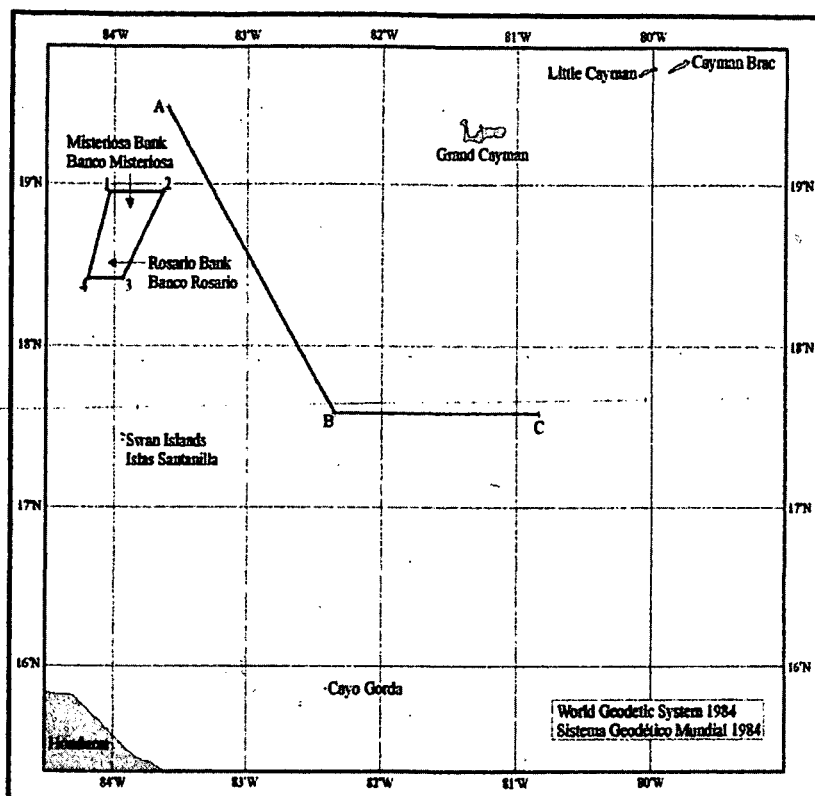 84°W 83°W 82°W 81°W 80°W
Little Cayman
Cayman Brac
A
Grand Cayman
Misteriosa Bank
Banco Misteriosa
19°N
19°N
1
2
Rosario Bank
Banco Rosario
4
3
18°N
18°N
B
C
Swan Islands
Islas Santanilla
17°N
17°N
16°N
16°N
Cayo Gorda
World Geodetic System 1984
Sistema Geodético Mundial 1984
Honduras
84°W 83°W 82°W 81°W 80°W